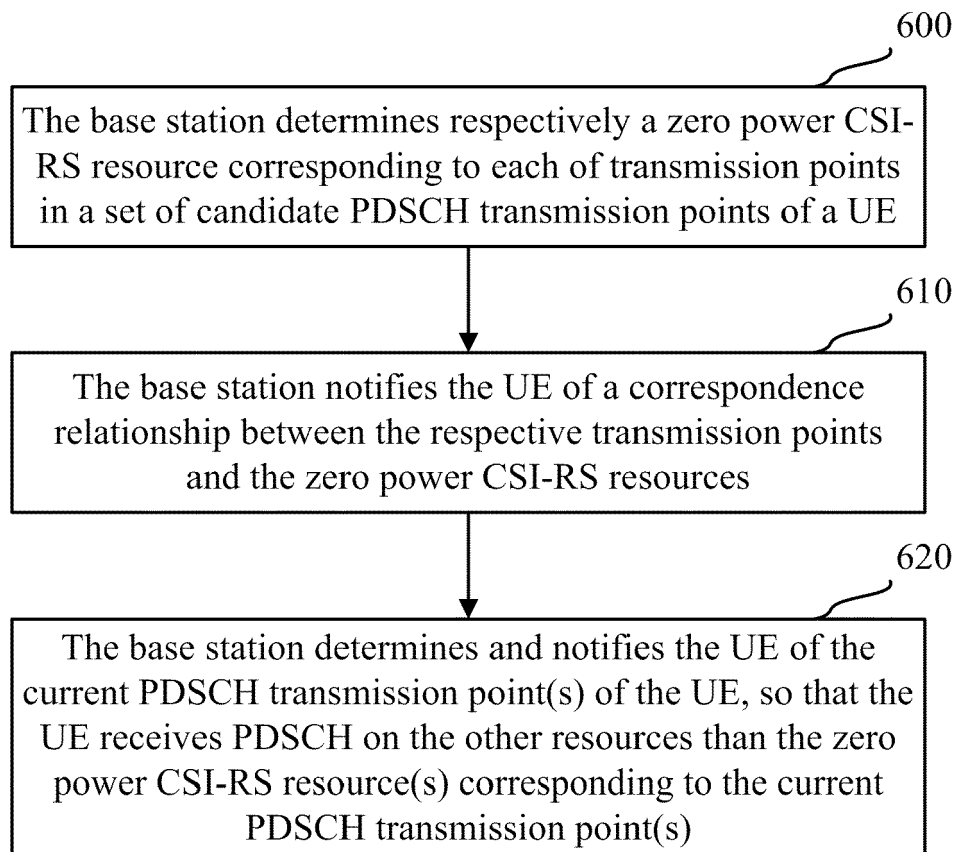 600
The base station determines respectively a zero power CSI-
RS resource corresponding to each of transmission points
in a set of candidate PDSCH transmission points of a UE
610
The base station notifies the UE of a correspondence
relationship between the respective transmission points
and the zero power CSI-RS resources
620
The base station determines and notifies the UE of the
current PDSCH transmission point(s) of the UE, so that the
UE receives PDSCH on the other resources than the zero
power CSI-RS resource(s) corresponding to the current
PDSCH transmission point(s)